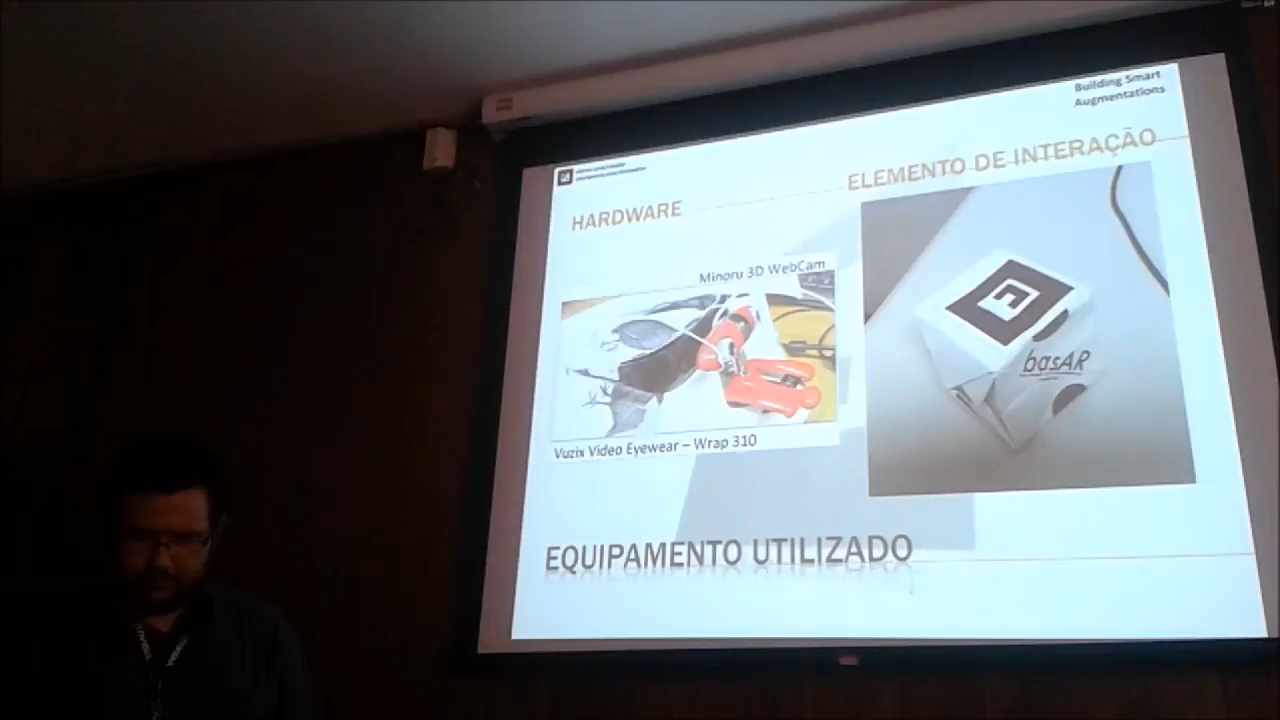 Building Smart
Augmentations
HARDWARE
ELEMENTO DE INTERAÇÃO
Minoru 3D WebCam
basAR
Vuzix Video Eyewear – Wrap 310
EQUIPAMENTO UTILIZADO